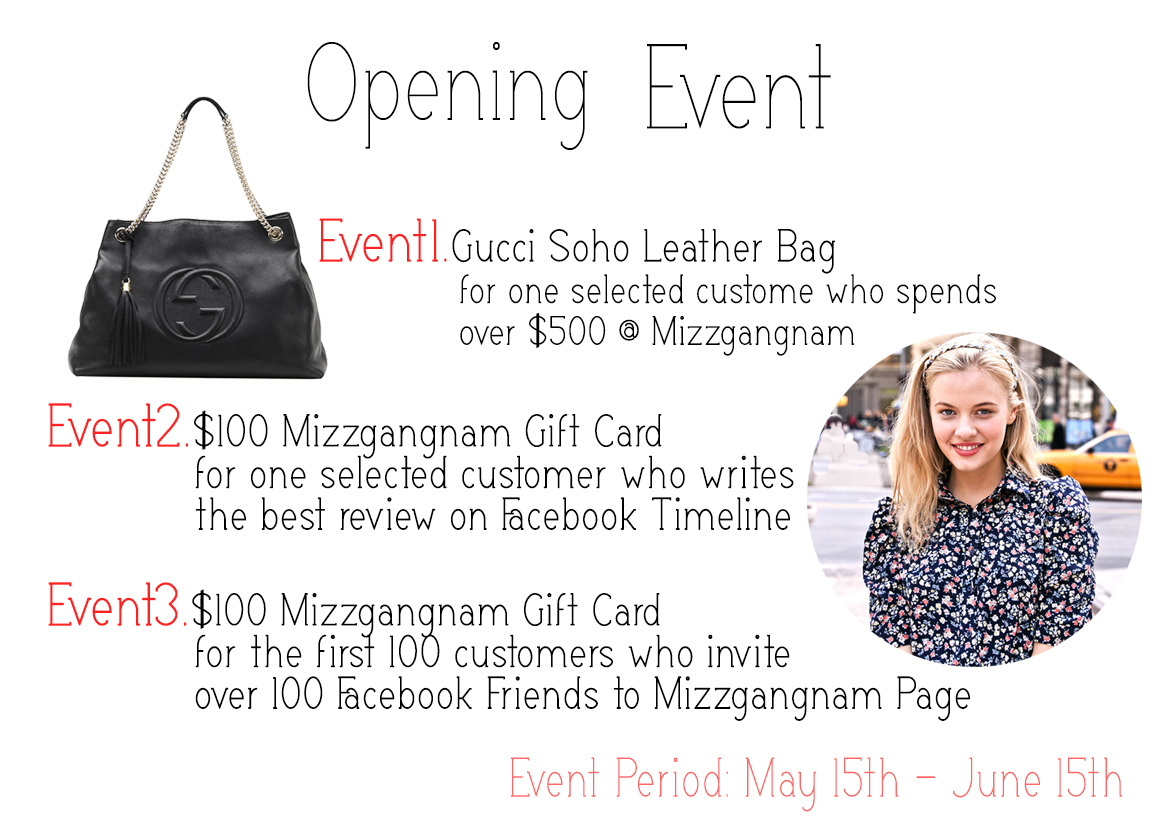 Opening Event
Event1. Gucci Soho Leather Bag
for one selected custome who spends
over $500 @ Mizzgangnam
Event2. $100 Mizzgangnam Gift Card
for one selected customer who writes
the best review on Facebook Timeline
Event3. $100 Mizzgangnam Gift Card
for the first 100 customers who invite
over 100 Facebook Friends to Mizzgangnam Page
Event Period: May 15th - June 15th